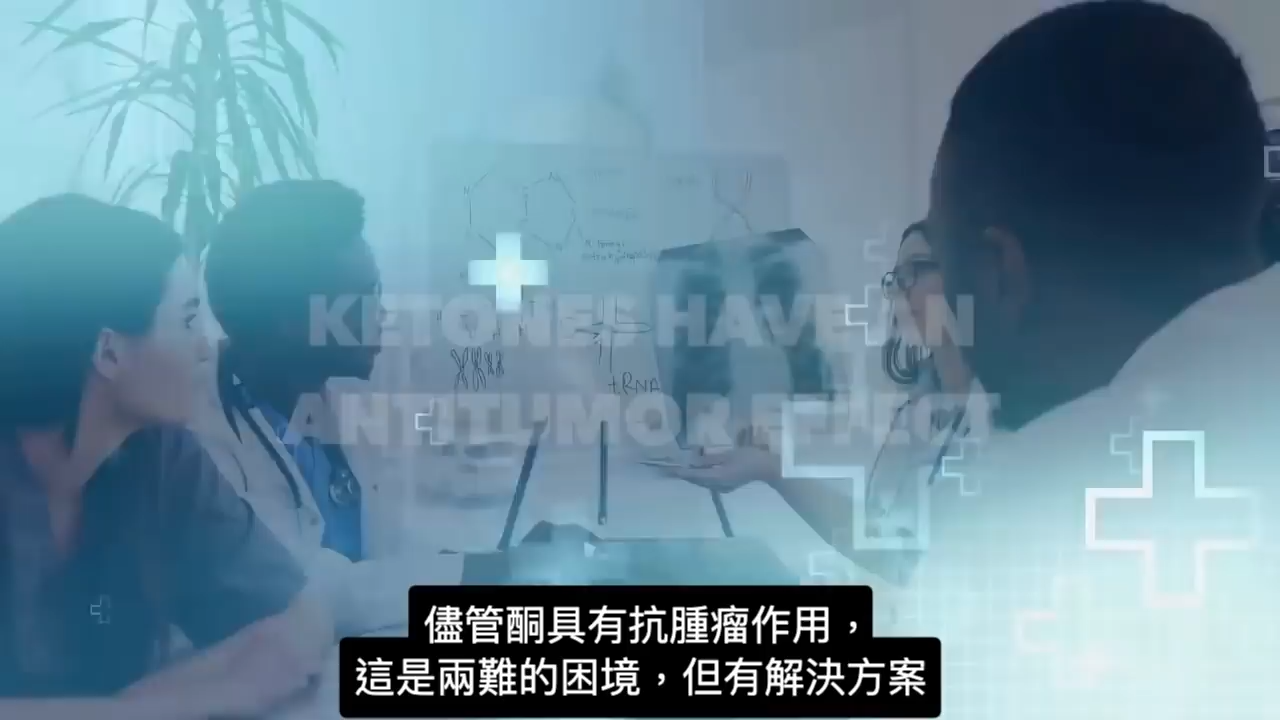 KETONES HAVE AN
ANTITUMOR EFFECT
tRNA
儘管酮具有抗腫瘤作用，
這是兩難的困境，但有解決方案